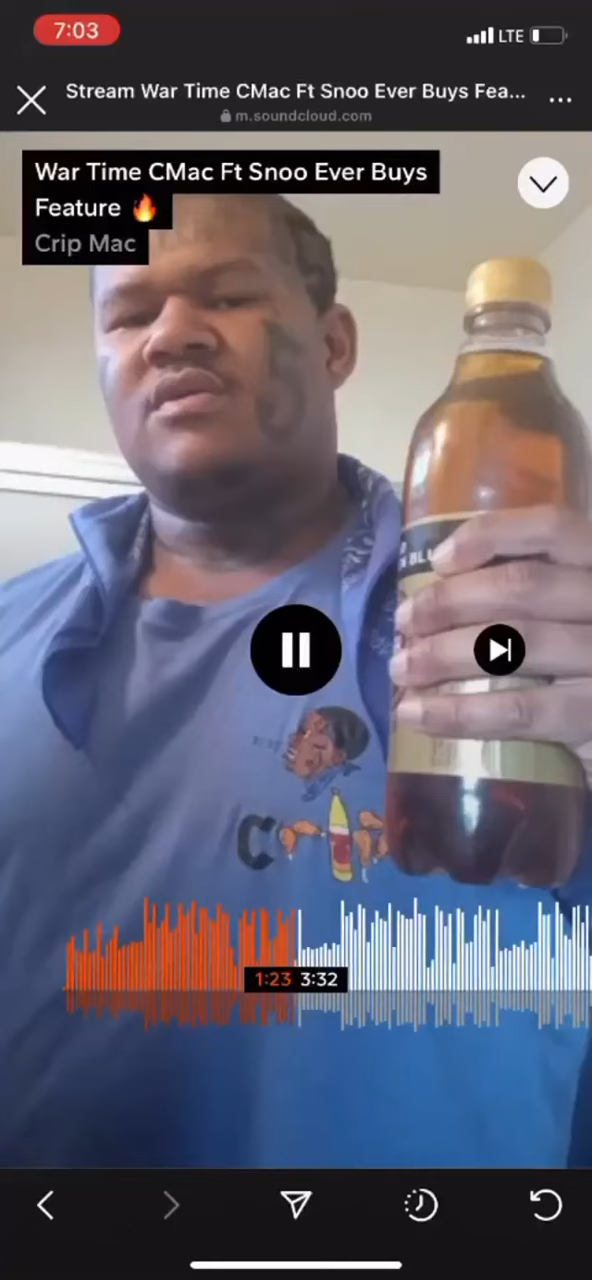 7:03
LTE
Stream War Time CMac Ft Snoo Ever Buys Fea...
m.soundcloud.com
War Time CMac Ft Snoo Ever Buys
Feature 🔥
Crip Mac
1:23 3:32